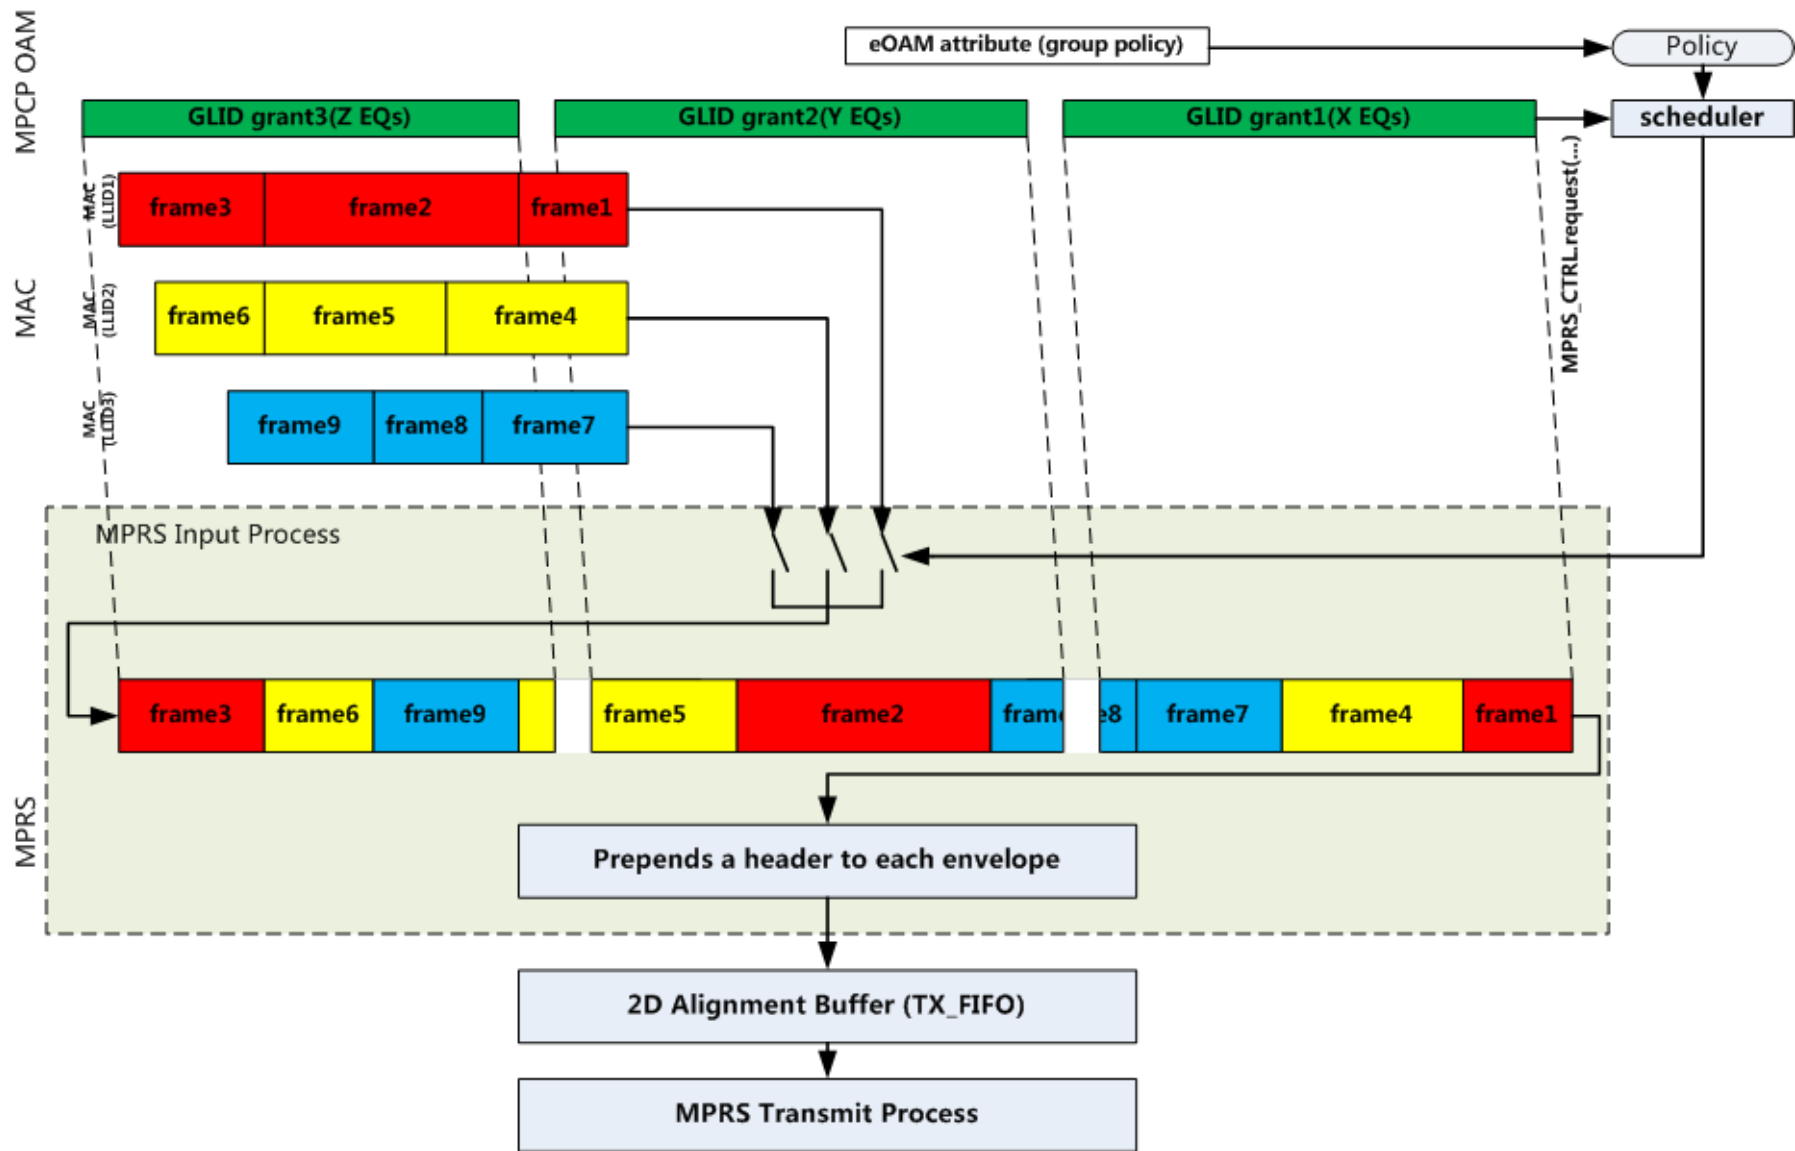 MPCP OAM
eOAM attribute (group policy)
Policy
GLID grant3(Z EQs)
GLID grant2(Y EQs)
GLID grant1(X EQs)
scheduler
MPRS_CTRL.request(...)
MAC
MAC
(LLID1)
frame3
frame2
frame1
MAC
(LLID2)
frame6
frame5
frame4
MAC
(LLID3)
frame9
frame8
frame7
MPRS
MPRS Input Process
frame3
frame6
frame9
frame5
frame2
frame
e8
frame7
frame4
frame1
Prepends a header to each envelope
2D Alignment Buffer (TX_FIFO)
MPRS Transmit Process